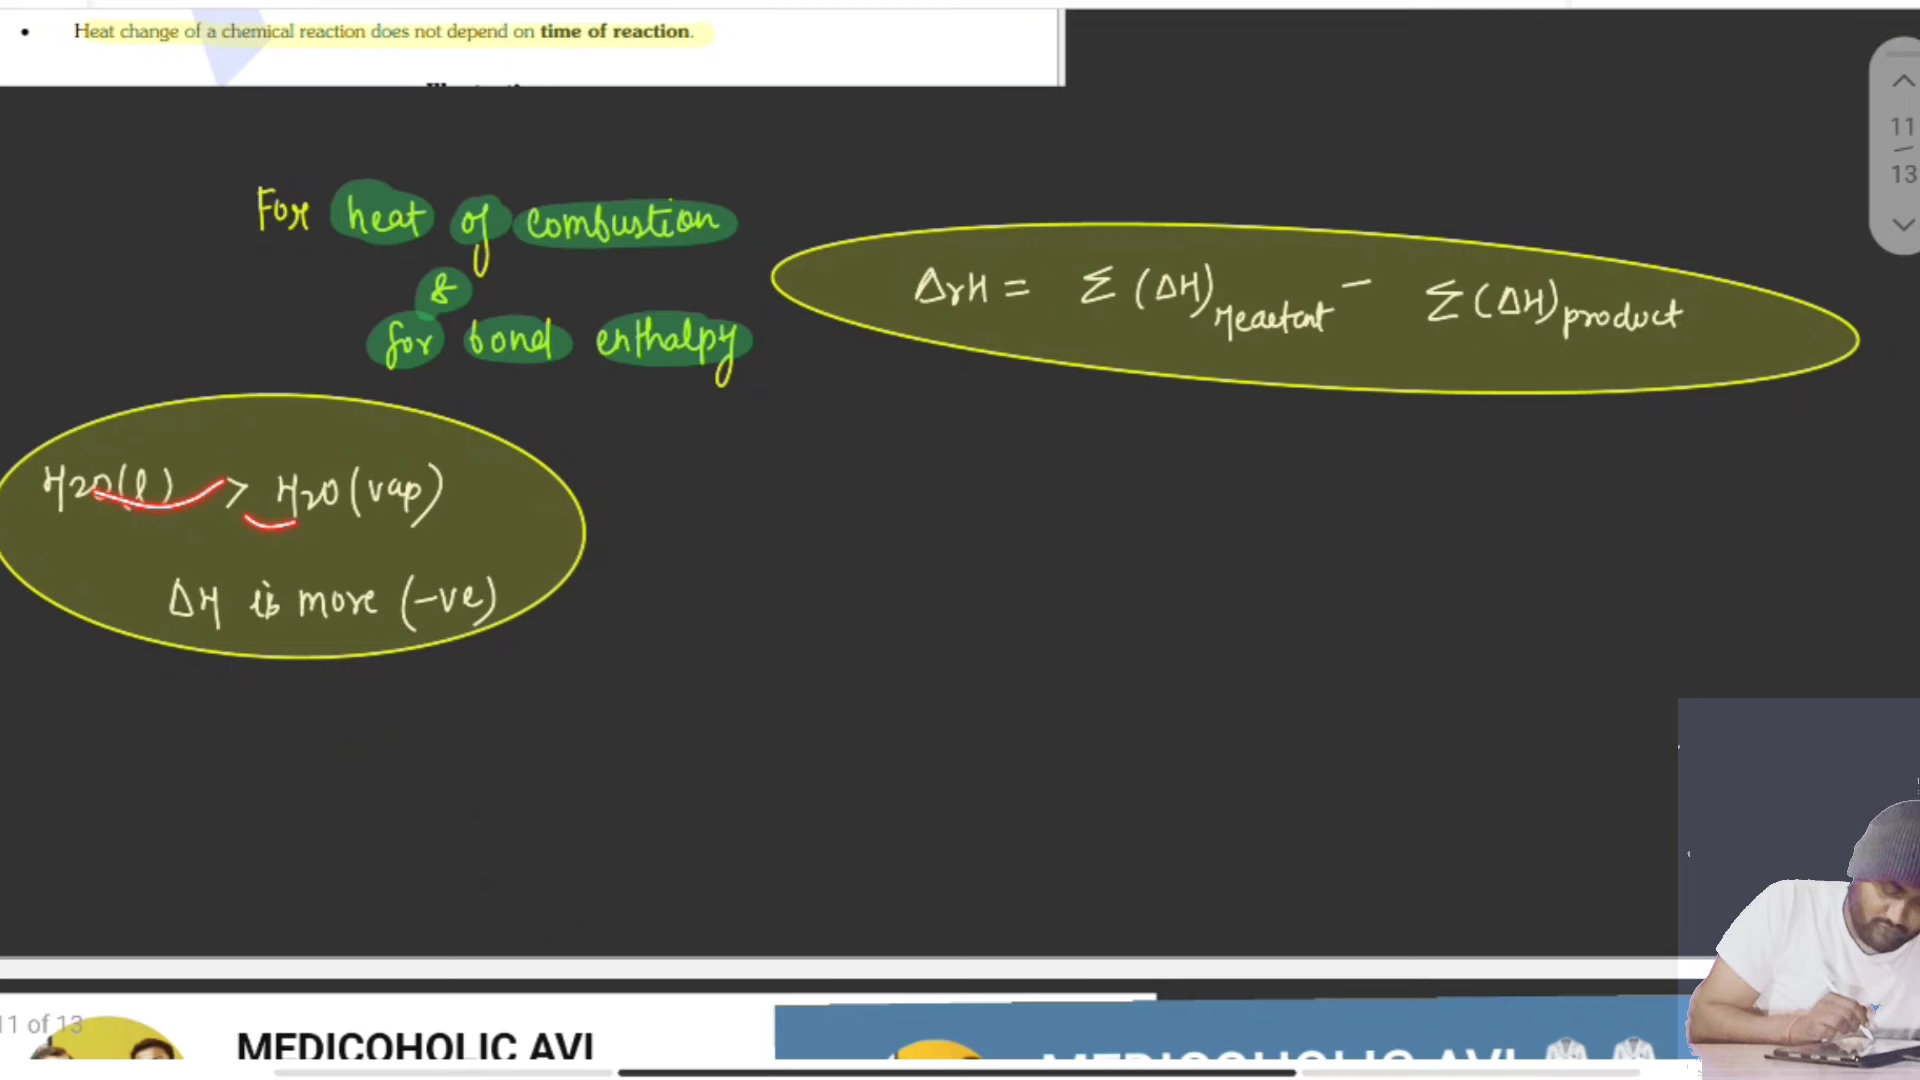 • Heat change of a chemical reaction does not depend on time of reaction.
For heat of combustion
&
for bond enthalpy
ΔrH = Σ (ΔH)reactant - Σ (ΔH)product
H2O(l) > H2O(vap)
ΔH is more (-ve)
11
13
11 of 13
MEDICOHOLIC AVI
MEDICOHOLIC AVI